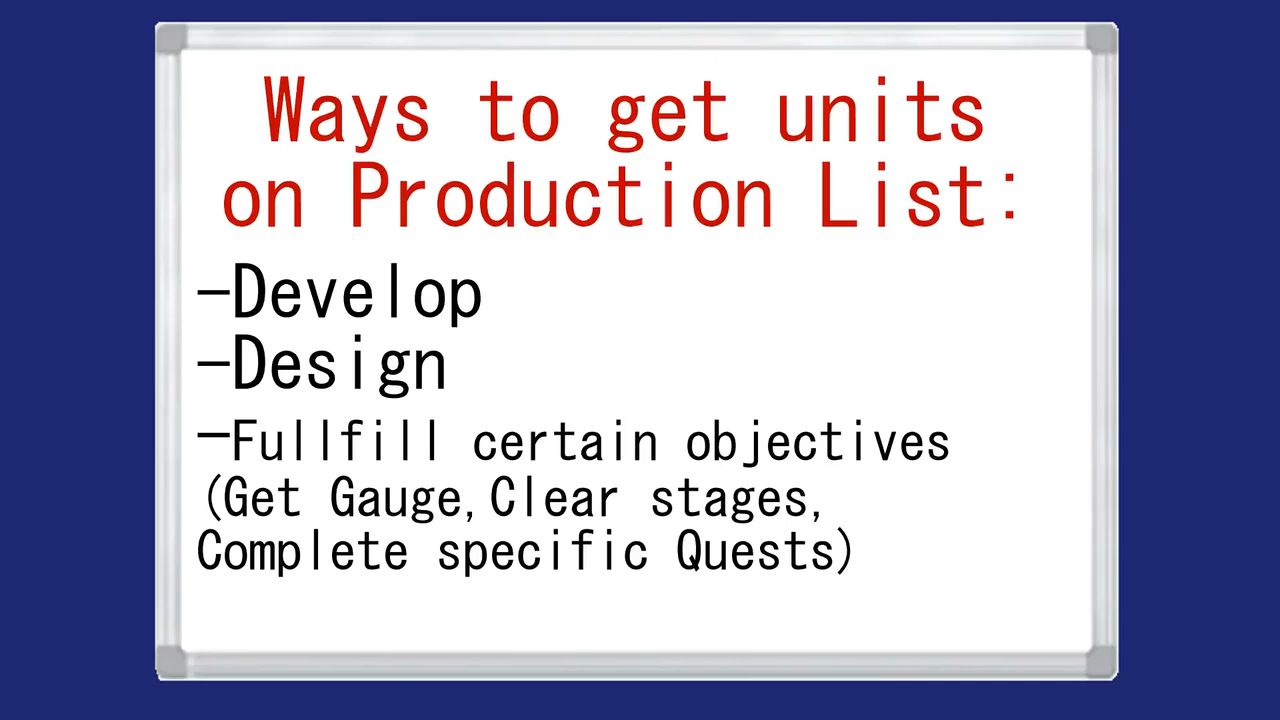 Ways to get units
on Production List:
-Develop
-Design
-Fullfill certain objectives
(Get Gauge,Clear stages,
Complete specific Quests)